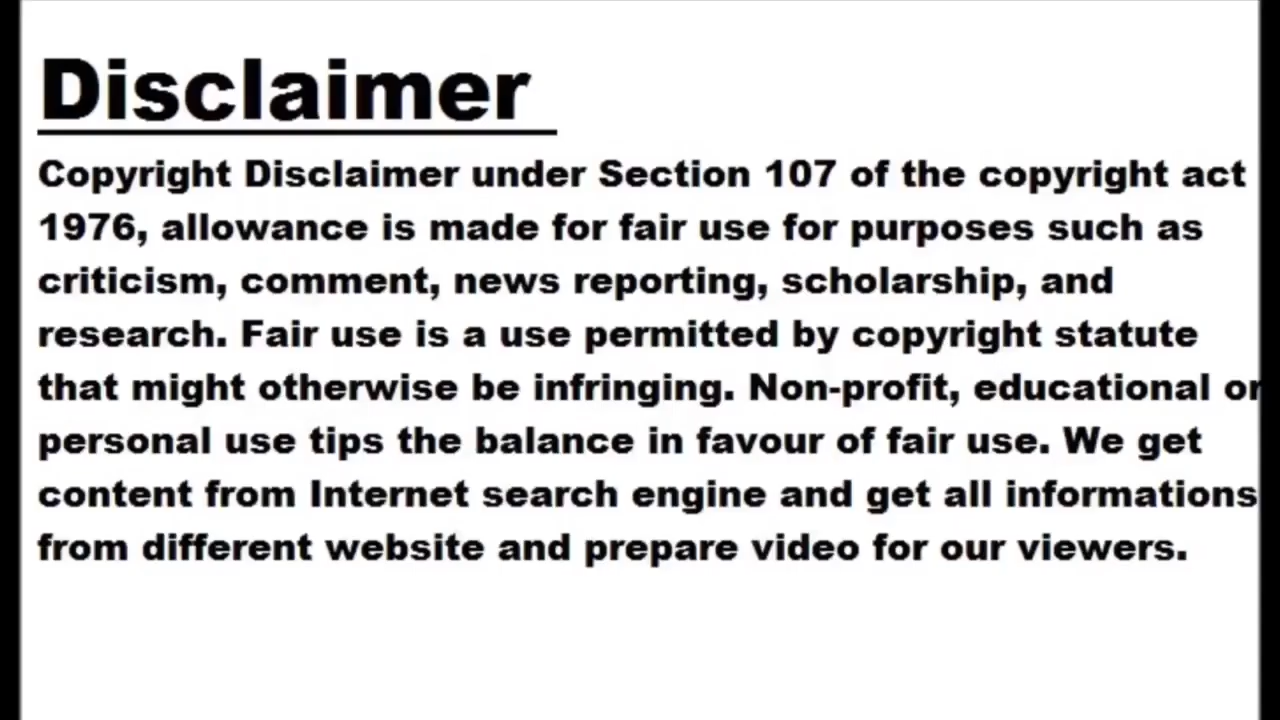 Disclaimer
Copyright Disclaimer under Section 107 of the copyright act
1976, allowance is made for fair use for purposes such as
criticism, comment, news reporting, scholarship, and
research. Fair use is a use permitted by copyright statute
that might otherwise be infringing. Non-profit, educational or
personal use tips the balance in favour of fair use. We get
content from Internet search engine and get all informations
from different website and prepare video for our viewers.